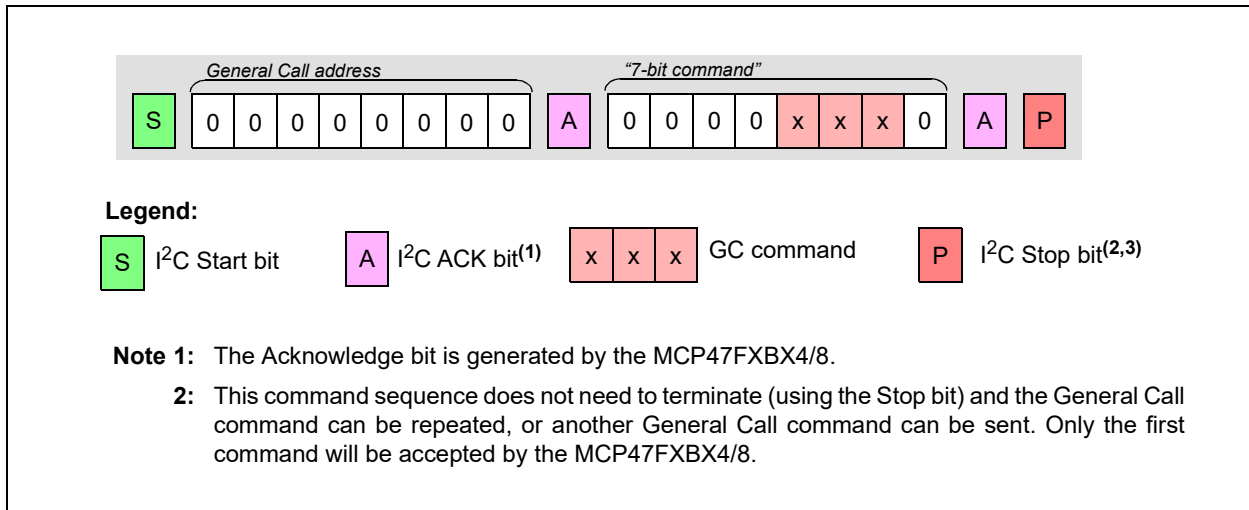 General Call address "7-bit command"
S 0 0 0 0 0 0 0 0 A 0 0 0 0 x x x 0 A P
Legend:
S I²C Start bit A I²C ACK bit(1) x x x GC command P I²C Stop bit(2,3)
Note 1: The Acknowledge bit is generated by the MCP47FXBX4/8.
2: This command sequence does not need to terminate (using the Stop bit) and the General Call
command can be repeated, or another General Call command can be sent. Only the first
command will be accepted by the MCP47FXBX4/8.